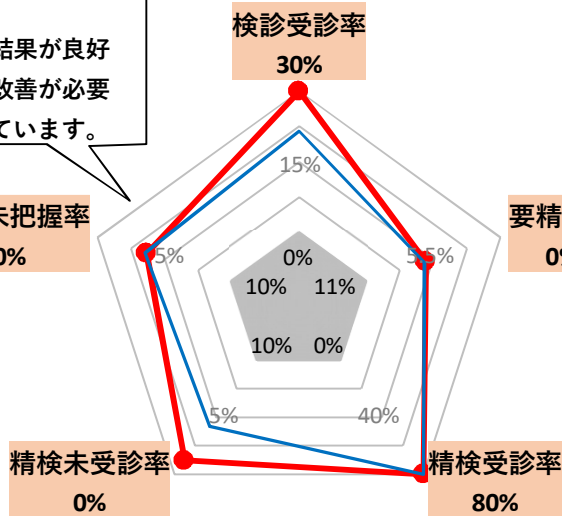 結果が良好
改善が必要
ています。
検診受診率
30%
15%
未把握率
0%
5%
5.5%
要精
0%
0%
10%
11%
10%
0%
5%
40%
精検未受診率
0%
精検受診率
80%